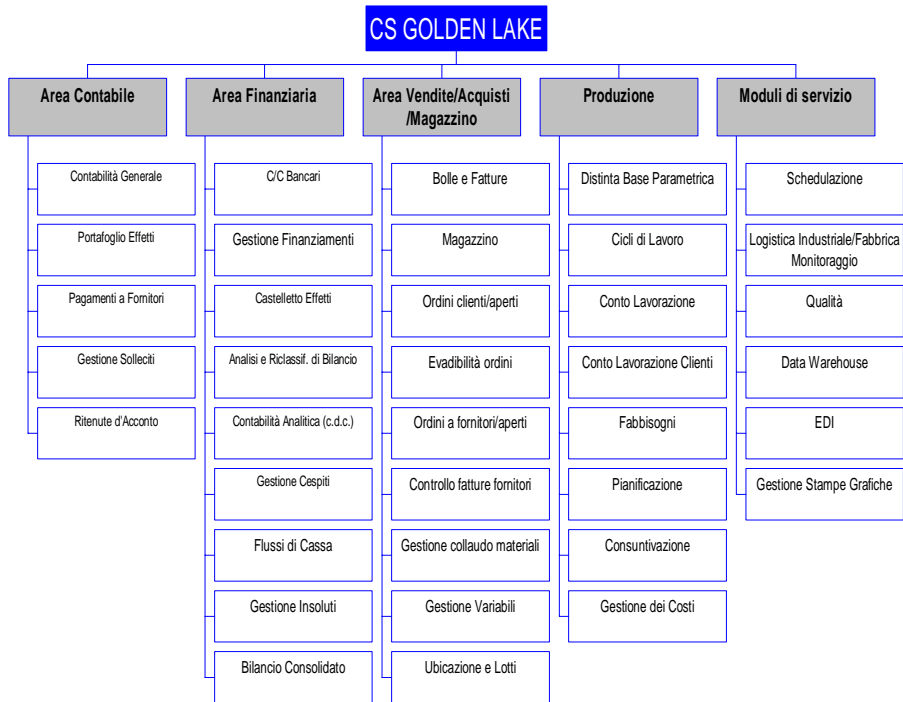 CS GOLDEN LAKE
Area Contabile
Contabilità Generale
Portafoglio Effetti
Pagamenti a Fornitori
Gestione Solleciti
Ritenute d'Acconto
Area Finanziaria
C/C Bancari
Gestione Finanziamenti
Castelletto Effetti
Analisi e Riclassif. di Bilancio
Contabilità Analitica (c.d.c.)
Gestione Cespiti
Flussi di Cassa
Gestione Insoluti
Bilancio Consolidato
Area Vendite/Acquisti
/Magazzino
Bolle e Fatture
Magazzino
Ordini clienti/aperti
Evadibilità ordini
Ordini a fornitori/aperti
Controllo fatture fornitori
Gestione collaudo materiali
Gestione Variabili
Ubicazione e Lotti
Produzione
Distinta Base Parametrica
Cicli di Lavoro
Conto Lavorazione
Conto Lavorazione Clienti
Fabbisogni
Pianificazione
Consuntivazione
Gestione dei Costi
Moduli di servizio
Schedulazione
Logistica Industriale/Fabbrica
Monitoraggio
Qualità
Data Warehouse
EDI
Gestione Stampe Grafiche